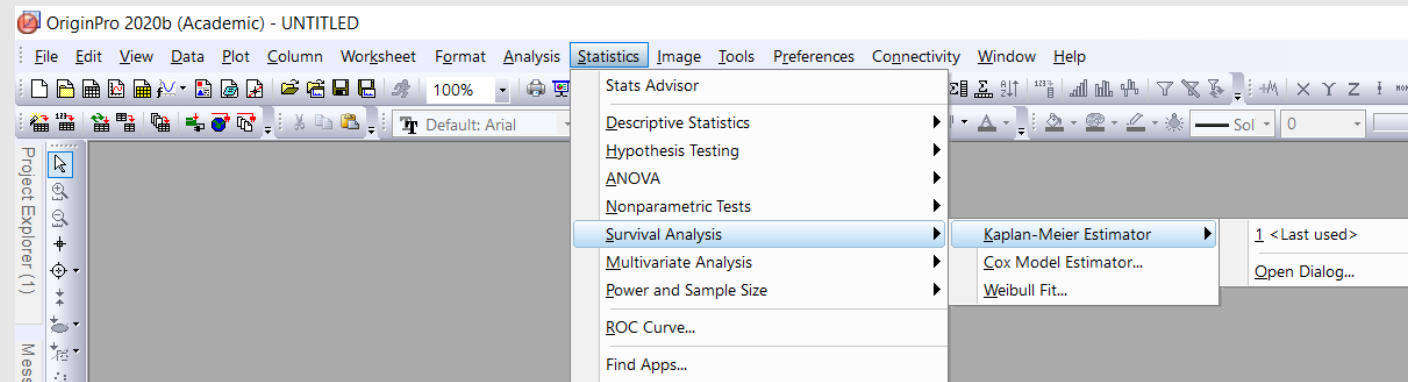 OriginPro 2020b (Academic) - UNTITLED
File Edit View Data Plot Column Worksheet Format Analysis Statistics Image Tools Preferences Connectivity Window Help
100%
Default: Arial
Sol 0
Project Explorer (1)
Mess
Stats Advisor
Descriptive Statistics
Hypothesis Testing
ANOVA
Nonparametric Tests
Survival Analysis
Multivariate Analysis
Power and Sample Size
ROC Curve...
Find Apps...
Kaplan-Meier Estimator
Cox Model Estimator...
Weibull Fit...
1 <Last used>
Open Dialog...